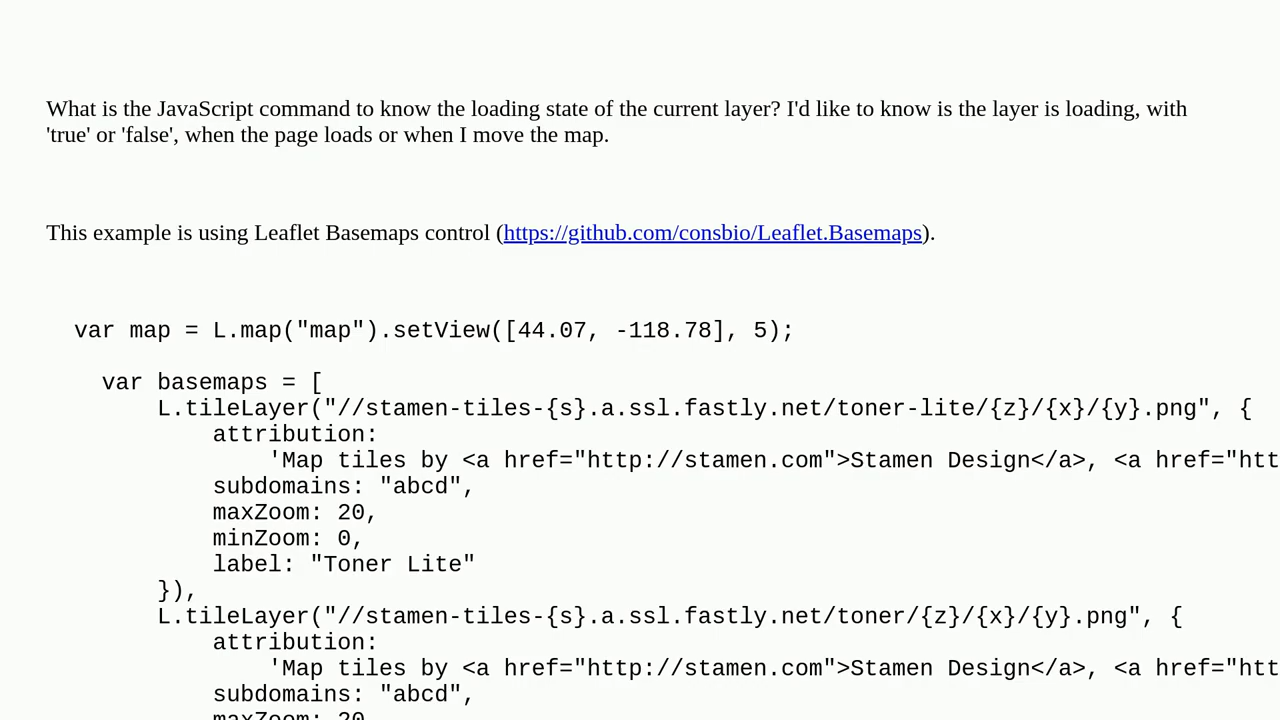 What is the JavaScript command to know the loading state of the current layer? I'd like to know is the layer is loading, with
'true' or 'false', when the page loads or when I move the map.
This example is using Leaflet Basemaps control (https://github.com/consbio/Leaflet.Basemaps).
var map = L.map("map").setView([44.07, -118.78], 5);
var basemaps = [
L.tileLayer("//stamen-tiles-{s}.a.ssl.fastly.net/toner-lite/{z}/{x}/{y}.png", {
attribution:
'Map tiles by <a href="http://stamen.com">Stamen Design</a>, <a href="htt
subdomains: "abcd",
maxZoom: 20,
minZoom: 0,
label: "Toner Lite"
}),
L.tileLayer("//stamen-tiles-{s}.a.ssl.fastly.net/toner/{z}/{x}/{y}.png", {
attribution:
'Map tiles by <a href="http://stamen.com">Stamen Design</a>, <a href="htt
subdomains: "abcd",
maxZoom: 20